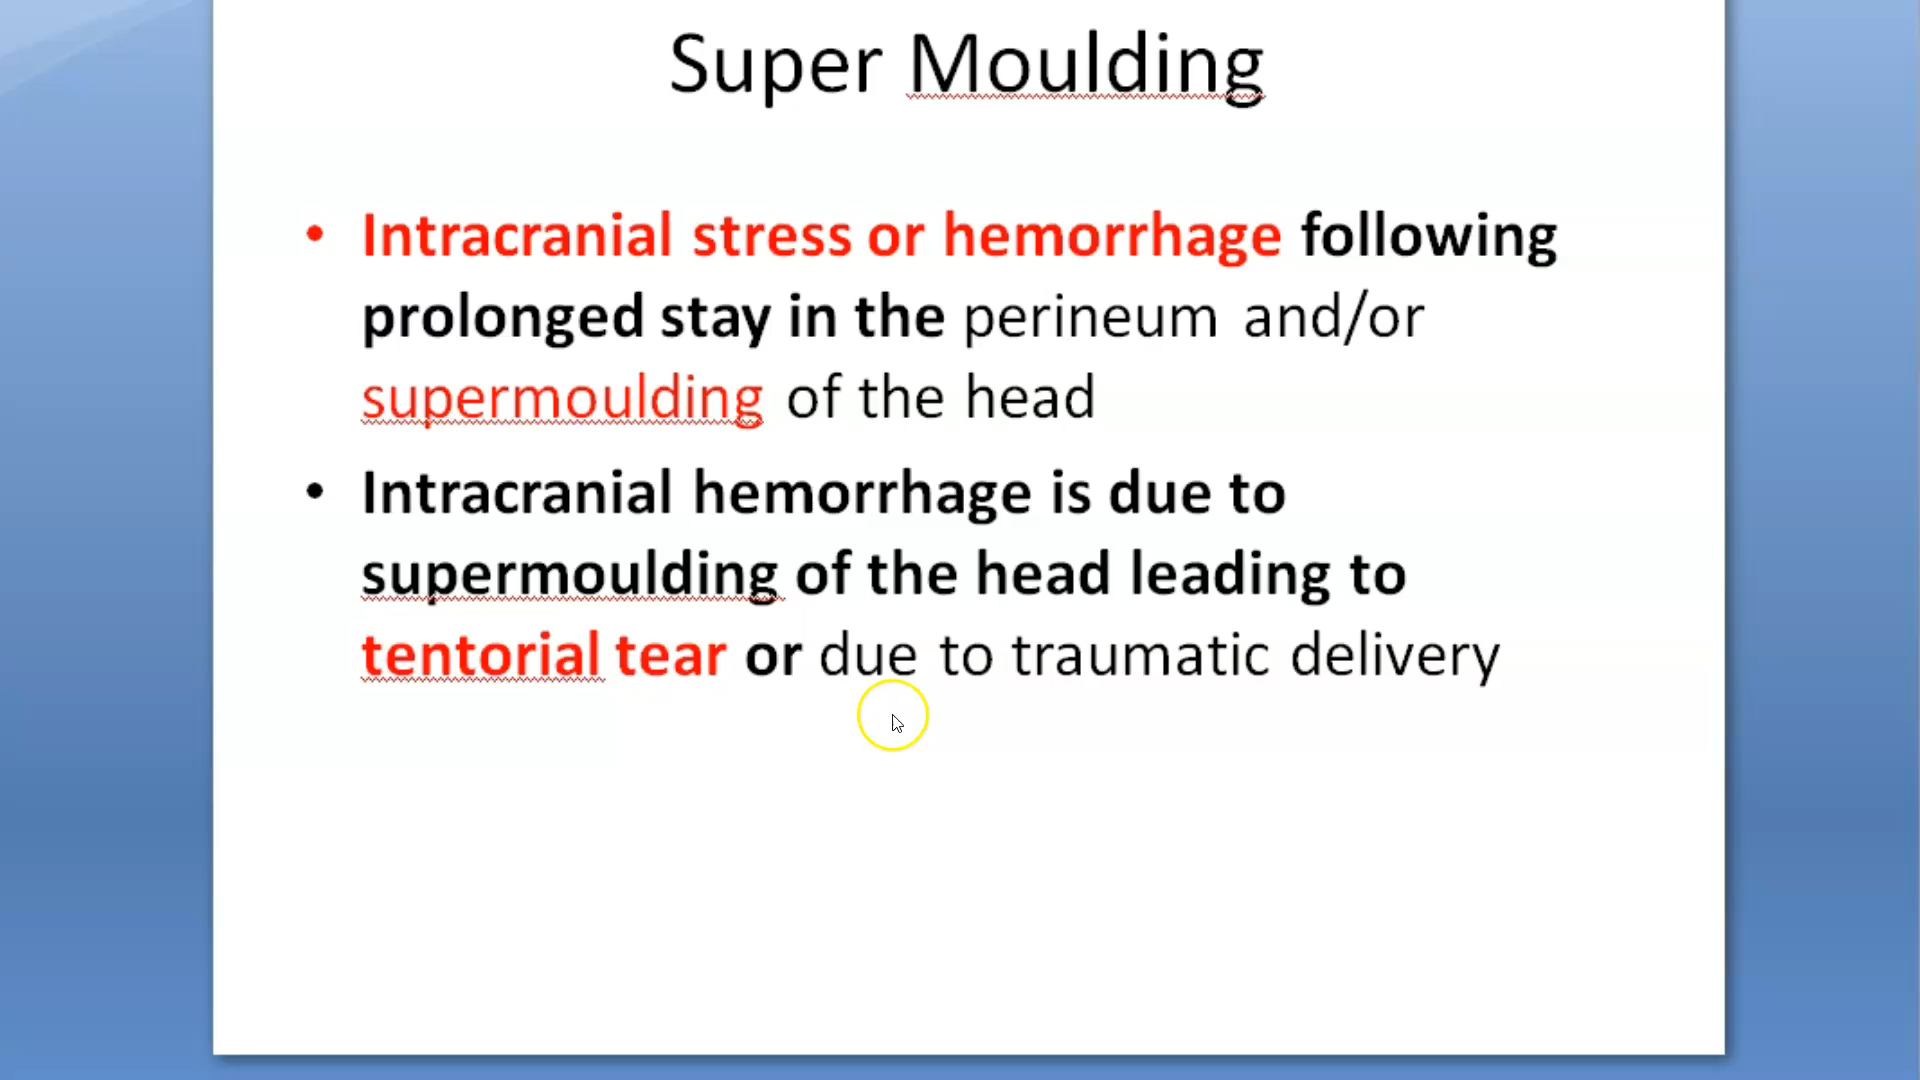 Super Moulding
• Intracranial stress or hemorrhage following
prolonged stay in the perineum and/or
supermoulding of the head
• Intracranial hemorrhage is due to
supermoulding of the head leading to
tentorial tear or due to traumatic delivery